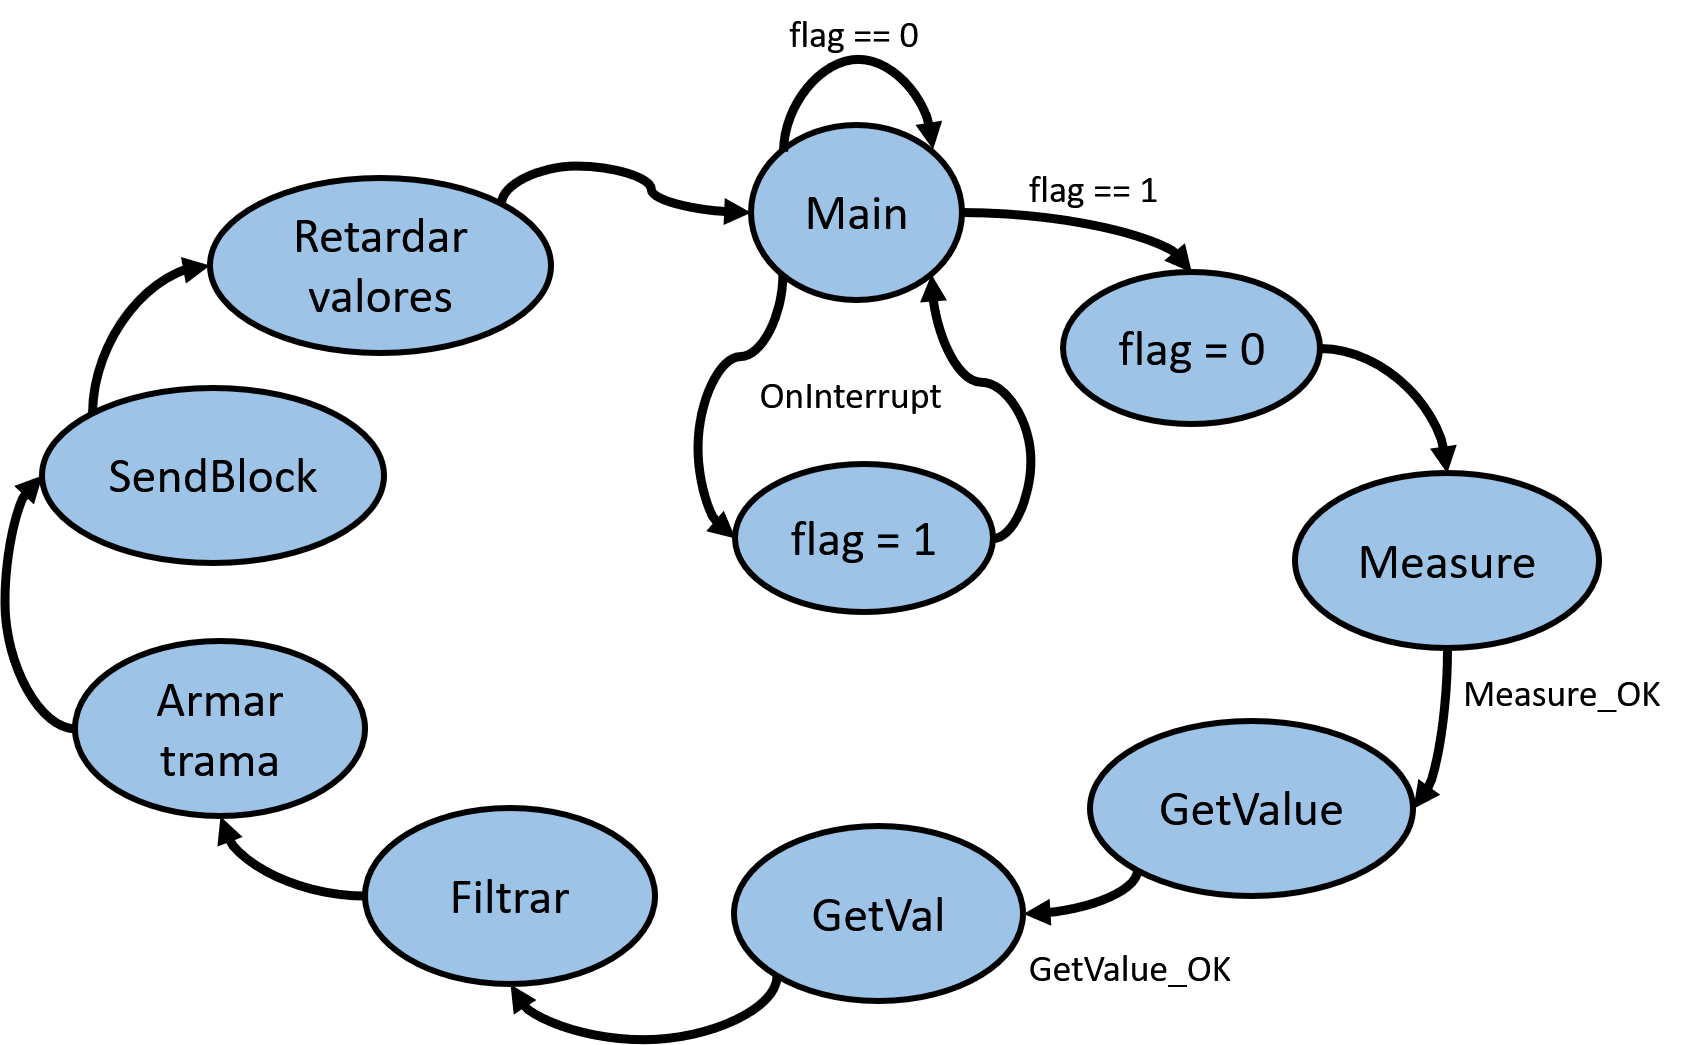 flag == 0
Main
flag == 1
Retardar
valores
flag = 0
OnInterrupt
SendBlock
flag = 1
Measure
Measure_OK
Armar
trama
GetValue
Filtrar
GetVal
GetValue_OK